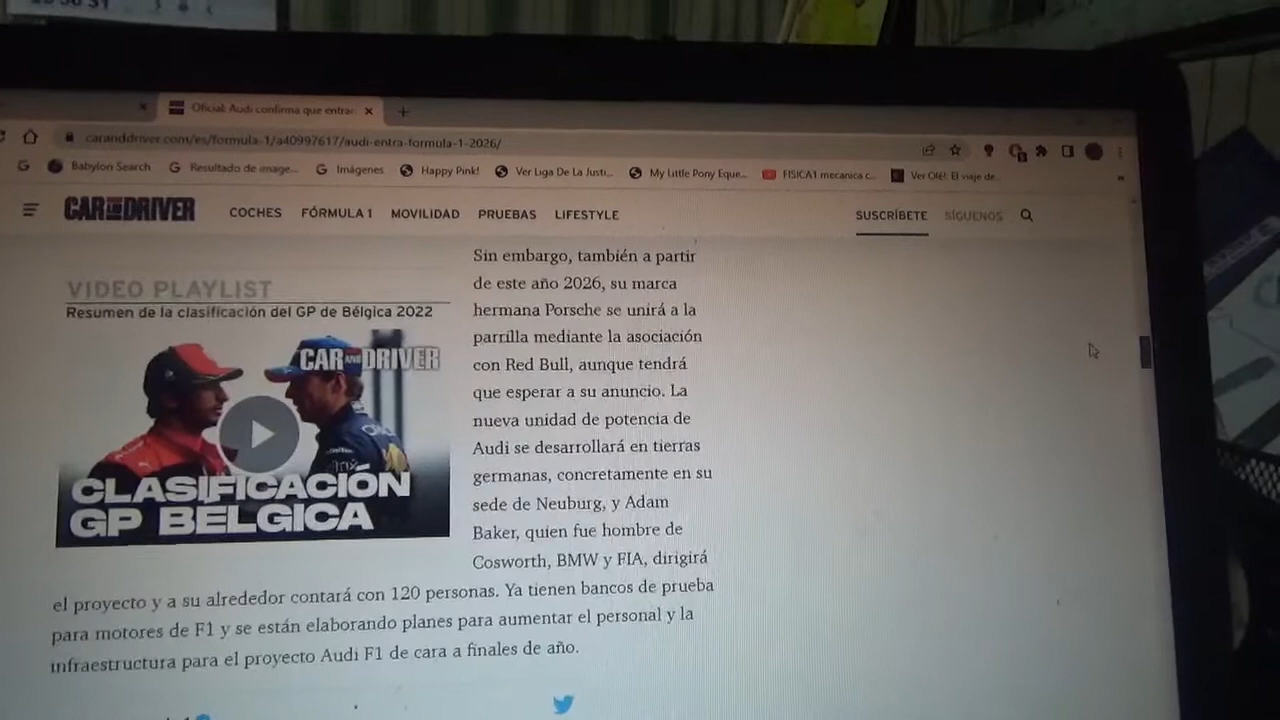 Oficial: Audi confirma que entra
caranddriver.com/es/formula-1/a40997617/audi-entra-formula-1-2026/
Babylon Search
Resultado de image...
Imágenes
Happy Pink!
Ver Liga De La Justi...
My Little Pony Eque...
FISICA1 mecanica c...
Ver Olé!: El viaje de
CAR AND DRIVER
COCHES
FÓRMULA 1
MOVILIDAD
PRUEBAS
LIFESTYLE
SUSCRÍBETE
SÍGUENOS
VIDEO PLAYLIST
Resumen de la clasificación del GP de Bélgica 2022
CAR AND DRIVER
CLASIFICACIÓN
GP BÉLGICA
Sin embargo, también a partir
de este año 2026, su marca
hermana Porsche se unirá a la
parrilla mediante la asociación
con Red Bull, aunque tendrá
que esperar a su anuncio. La
nueva unidad de potencia de
Audi se desarrollará en tierras
germanas, concretamente en su
sede de Neuburg, y Adam
Baker, quien fue hombre de
Cosworth, BMW y FIA, dirigirá
el proyecto y a su alrededor contará con 120 personas. Ya tienen bancos de prueba
para motores de F1 y se están elaborando planes para aumentar el personal y la
infraestructura para el proyecto Audi F1 de cara a finales de año.